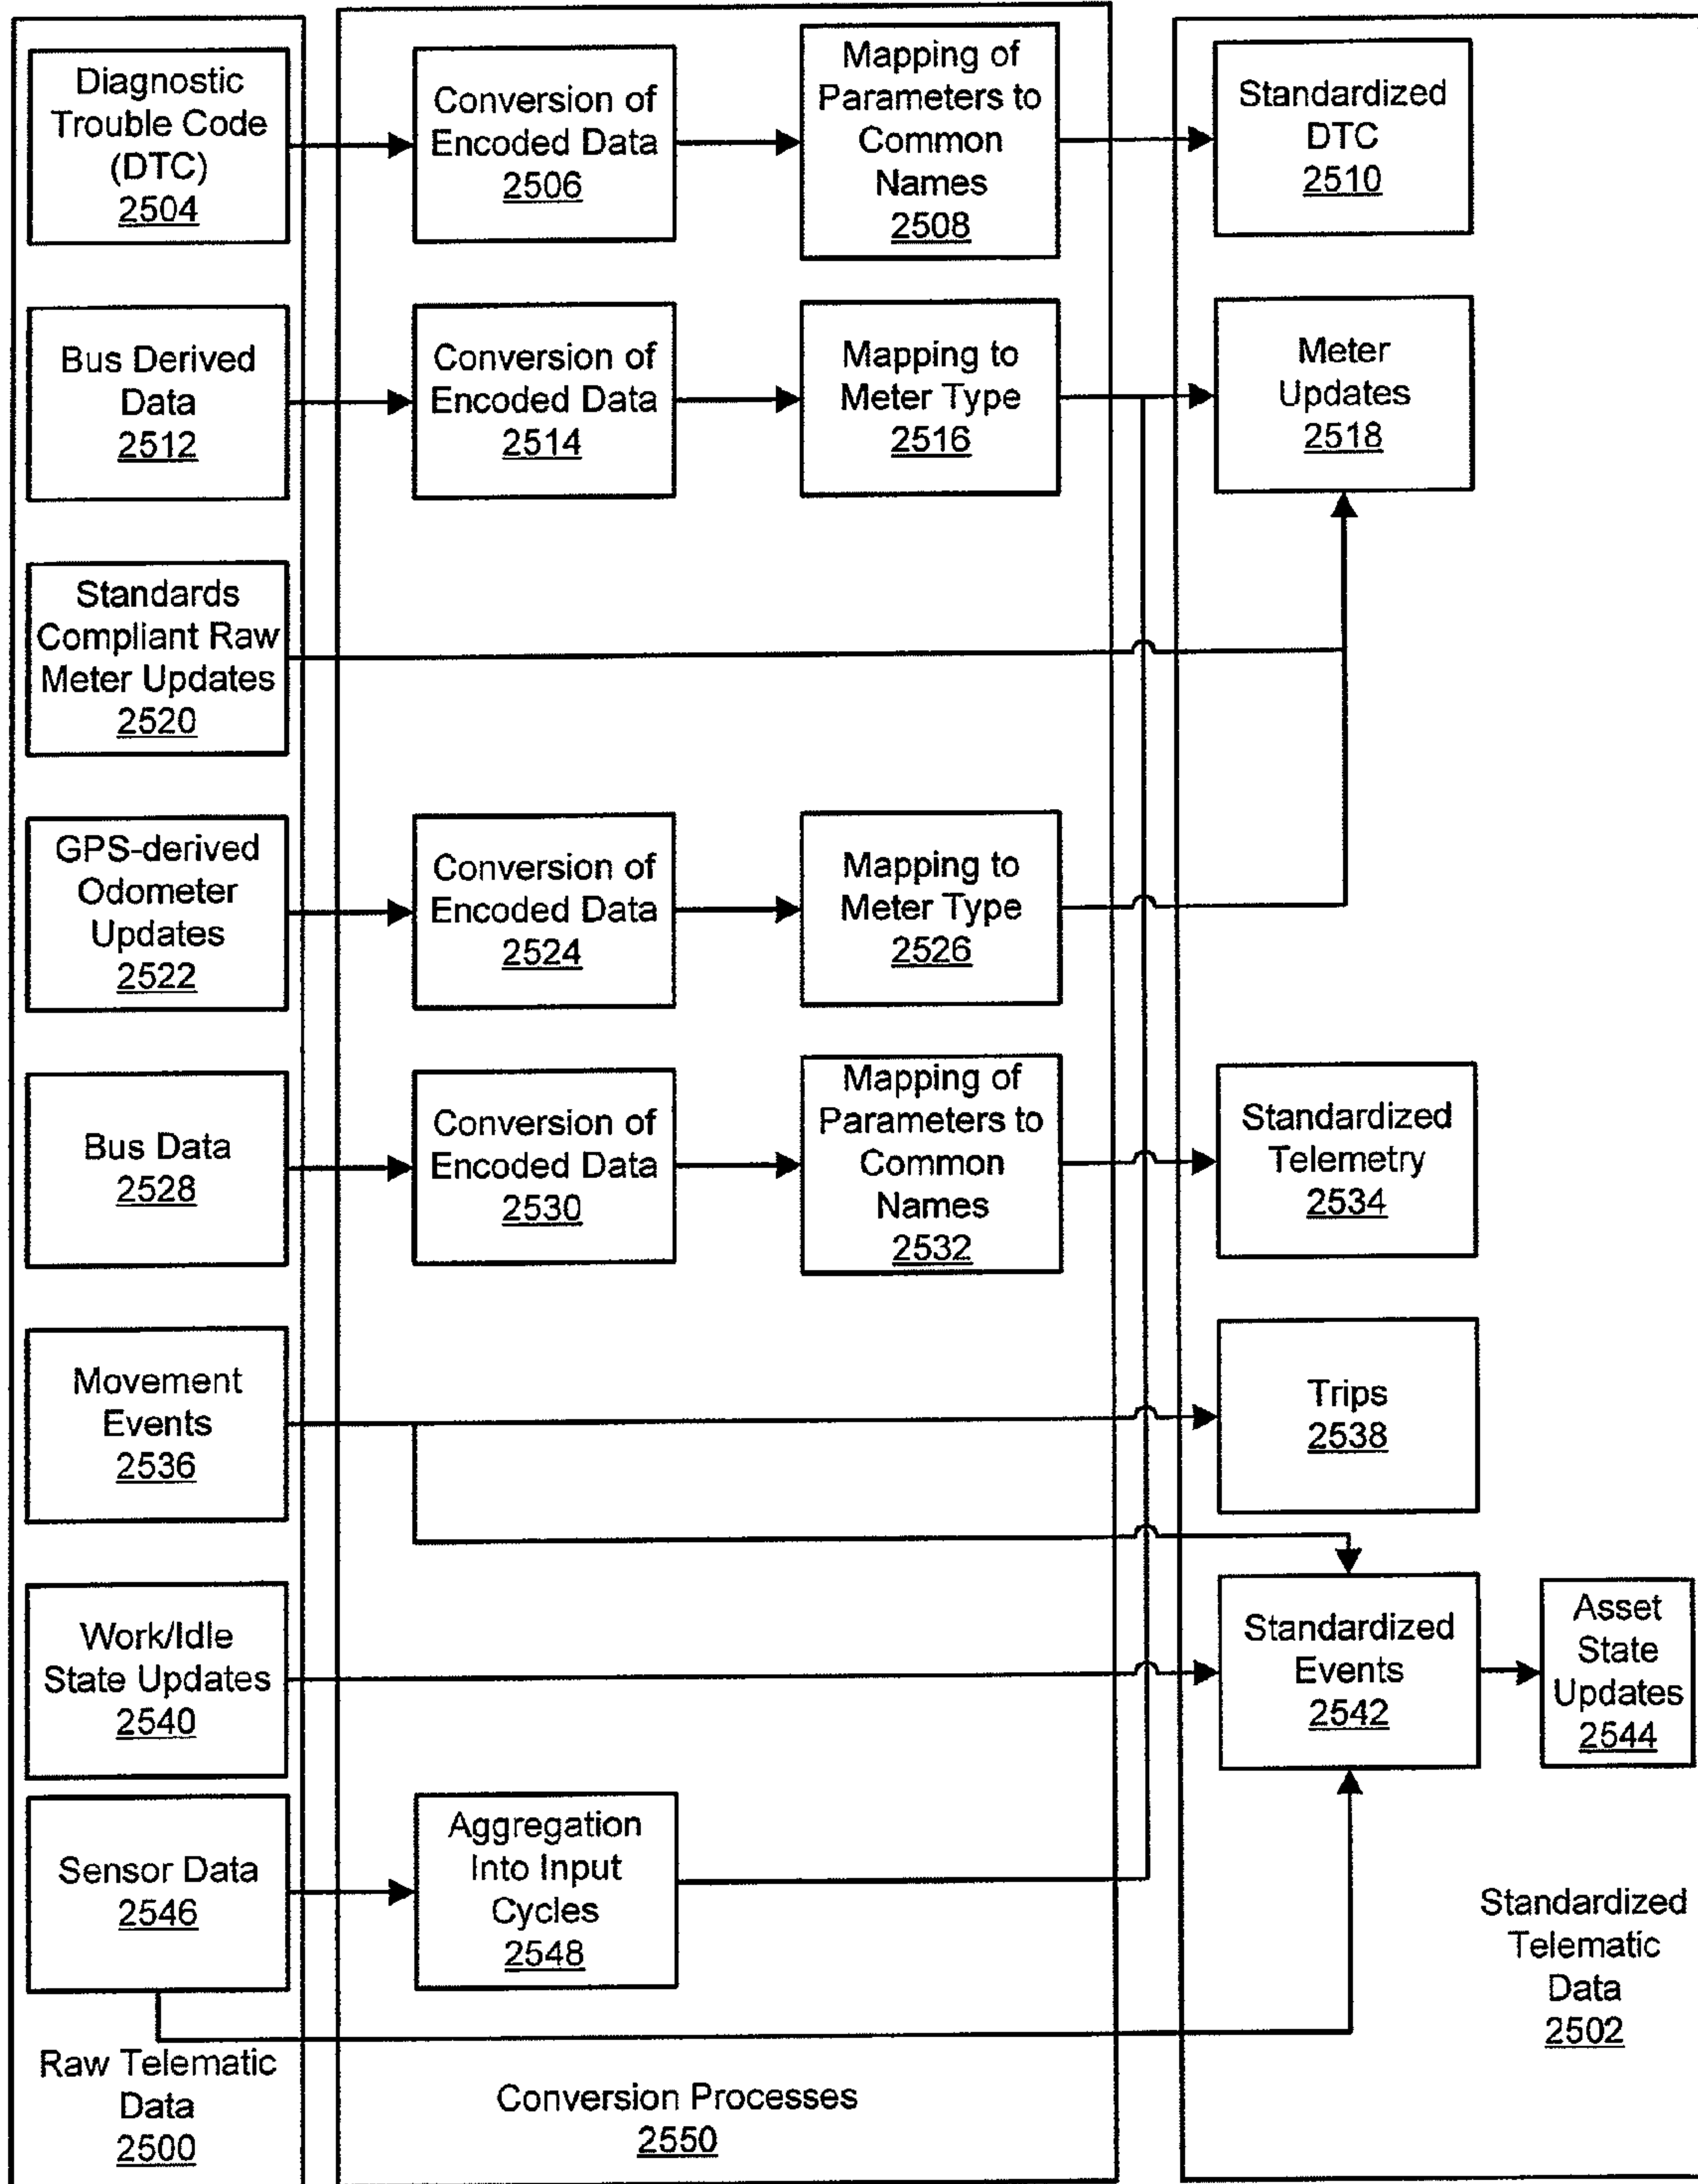 Diagnostic
Trouble Code
(DTC)
2504
Conversion of
Encoded Data
2506
Mapping of
Parameters to
Common
Names
2508
Standardized
DTC
2510
Bus Derived
Data
2512
Conversion of
Encoded Data
2514
Mapping to
Meter Type
2516
Meter
Updates
2518
Standards
Compliant Raw
Meter Updates
2520
GPS-derived
Odometer
Updates
2522
Conversion of
Encoded Data
2524
Mapping to
Meter Type
2526
Bus Data
2528
Conversion of
Encoded Data
2530
Mapping of
Parameters to
Common
Names
2532
Standardized
Telemetry
2534
Movement
Events
2536
Trips
2538
Work/Idle
State Updates
2540
Standardized
Events
2542
Asset
State
Updates
2544
Sensor Data
2546
Aggregation
Into Input
Cycles
2548
Standardized
Telematic
Data
2502
Raw Telematic
Data
2500
Conversion Processes
2550